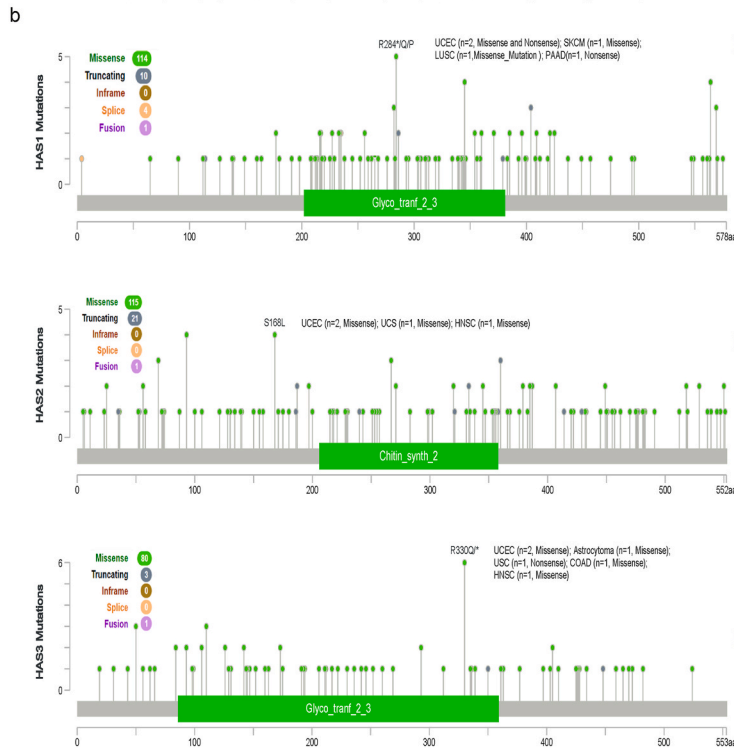 b
R284*/Q/P
UCEC (n=2, Missense and Nonsense); SKCM (n=1, Missense);
LUSC (n=1,Missense_Mutation ); PAAD(n=1, Nonsense)
HAS1 Mutations
5
0
Missense 114
Truncating 10
Inframe 0
Splice 4
Fusion 1
Glyco_tranf_2_3
0 100 200 300 400 500 578aa
HAS2 Mutations
5
0
Missense 115
Truncating 21
Inframe 0
Splice 0
Fusion 1
S168L
UCEC (n=2, Missense); UCS (n=1, Missense); HNSC (n=1, Missense)
Chitin_synth_2
0 100 200 300 400 500 552aa
HAS3 Mutations
6
0
Missense 80
Truncating 3
Inframe 0
Splice 0
Fusion 1
R330Q/*
UCEC (n=2, Missense); Astrocytoma (n=1, Missense);
USC (n=1, Nonsense); COAD (n=1, Missense);
HNSC (n=1, Missense)
Glyco_tranf_2_3
0 100 200 300 400 500 553aa